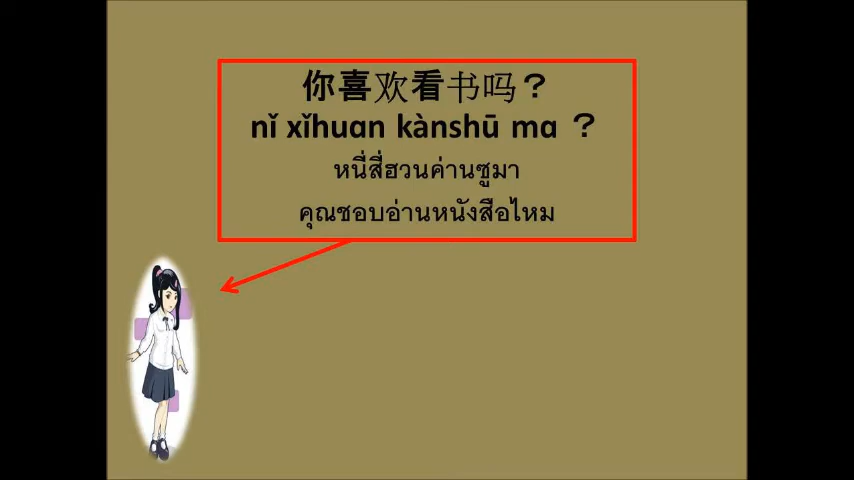 你喜欢看书吗？
nǐ xǐhuan kànshū ma ？
หนี่สี่ฮวนค่านซูมา
คุณชอบอ่านหนังสือไหม